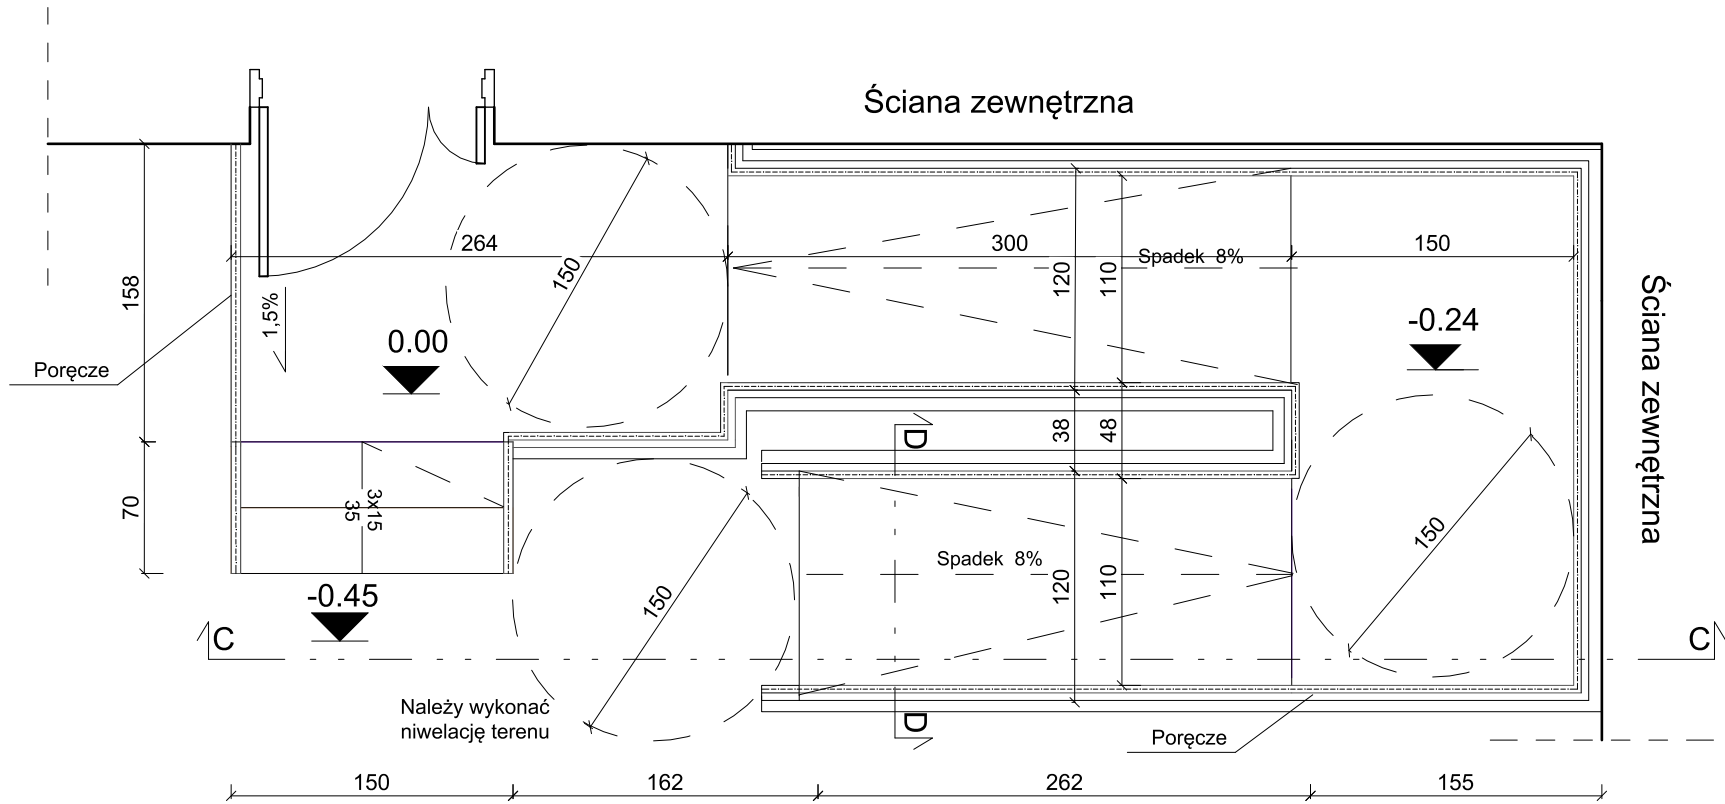 Ściana zewnętrzna
264
300
150
Spadek 8%
150
120
110
158
1,5%
0.00
-0.24
Ściana zewnętrzna
Poręcze
38
48
D
70
3x15
35
150
Spadek 8%
120
110
150
-0.45
C
C
Należy wykonać
niwelację terenu
D
Poręcze
150
162
262
155